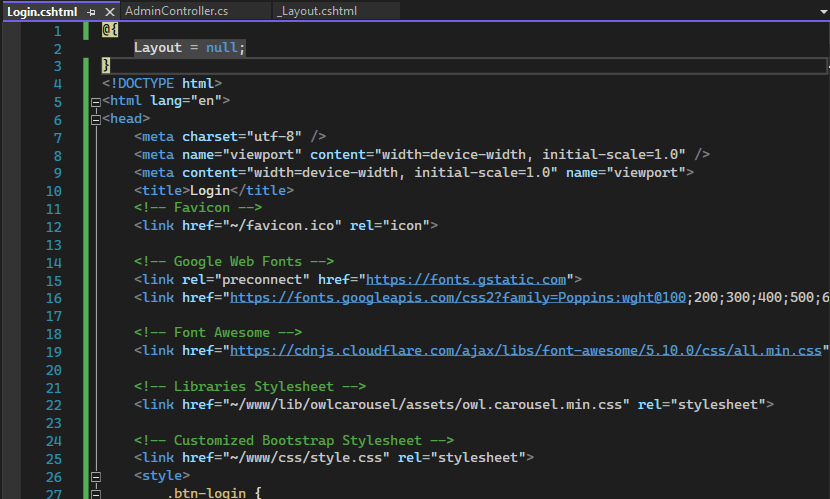 Login.cshtml AdminController.cs _Layout.cshtml
1 @{
2 Layout = null;
3 }
4 <!DOCTYPE html>
5 <html lang="en">
6 <head>
7 <meta charset="utf-8" />
8 <meta name="viewport" content="width=device-width, initial-scale=1.0" />
9 <meta content="width=device-width, initial-scale=1.0" name="viewport">
10 <title>Login</title>
11 <!-- Favicon -->
12 <link href="~/favicon.ico" rel="icon">
13
14 <!-- Google Web Fonts -->
15 <link rel="preconnect" href="https://fonts.gstatic.com">
16 <link href="https://fonts.googleapis.com/css2?family=Poppins:wght@100;200;300;400;500;6
17
18 <!-- Font Awesome -->
19 <link href="https://cdnjs.cloudflare.com/ajax/libs/font-awesome/5.10.0/css/all.min.css"
20
21 <!-- Libraries Stylesheet -->
22 <link href="~/www/lib/owlcarousel/assets/owl.carousel.min.css" rel="stylesheet">
23
24 <!-- Customized Bootstrap Stylesheet -->
25 <link href="~/www/css/style.css" rel="stylesheet">
26 <style>
27 .btn-login {